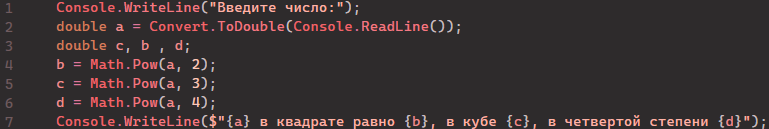 1 Console.WriteLine("Введите число:");
2 double a = Convert.ToDouble(Console.ReadLine());
3 double c, b , d;
4 b = Math.Pow(a, 2);
5 c = Math.Pow(a, 3);
6 d = Math.Pow(a, 4);
7 Console.WriteLine($"{a} в квадрате равно {b}, в кубе {c}, в четвертой степени {d}");